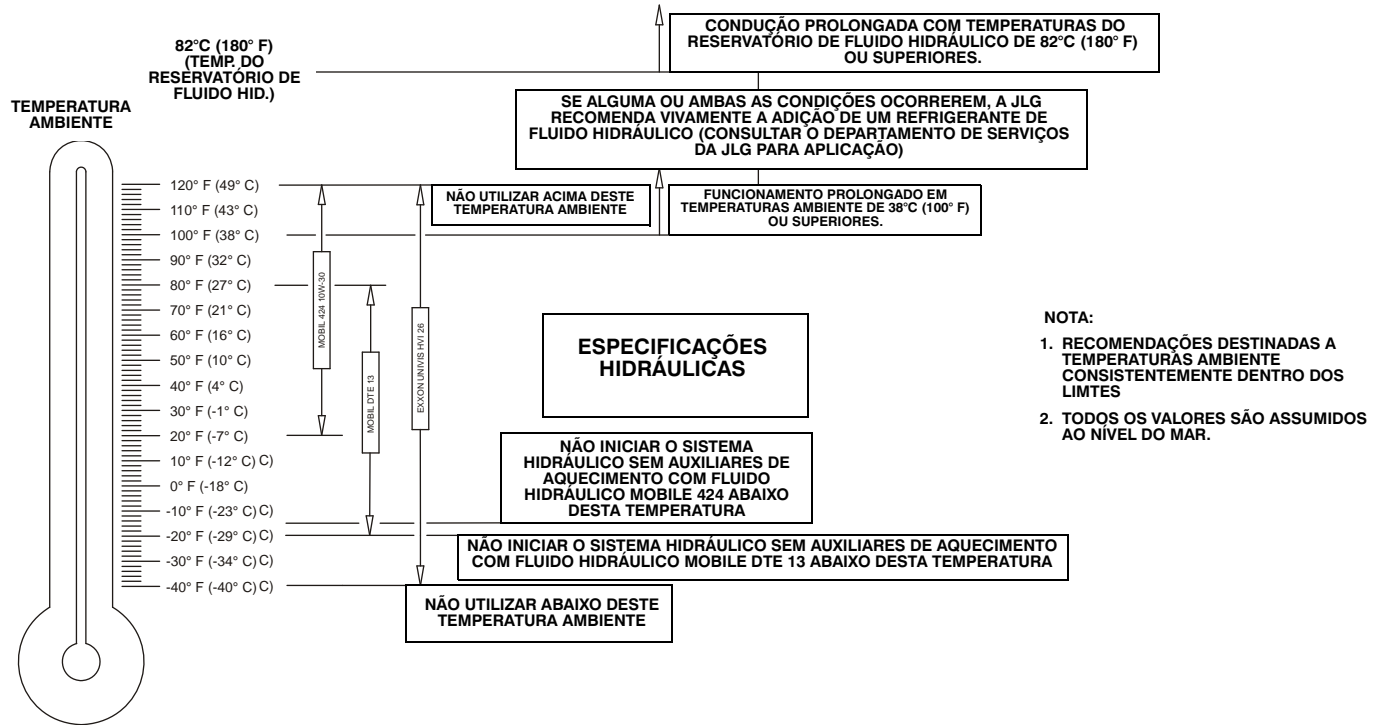 82°C (180° F)
(TEMP. DO
RESERVATÓRIO DE
FLUIDO HID.)
TEMPERATURA
AMBIENTE
CONDUÇÃO PROLONGADA COM TEMPERATURAS DO
RESERVATÓRIO DE FLUIDO HIDRÁULICO DE 82°C (180° F)
OU SUPERIORES.
SE ALGUMA OU AMBAS AS CONDIÇÕES OCORREREM, A JLG
RECOMENDA VIVAMENTE A ADIÇÃO DE UM REFRIGERANTE DE
FLUIDO HIDRÁULICO (CONSULTAR O DEPARTAMENTO DE SERVIÇOS
DA JLG PARA APLICAÇÃO)
NÃO UTILIZAR ACIMA DESTE
TEMPERATURA AMBIENTE
FUNCIONAMENTO PROLONGADO EM
TEMPERATURAS AMBIENTE DE 38°C (100° F)
OU SUPERIORES.
120° F (49° C)
110° F (43° C)
100° F (38° C)
90° F (32° C)
80° F (27° C)
70° F (21° C)
60° F (16° C)
50° F (10° C)
40° F (4° C)
30° F (-1° C)
20° F (-7° C)
10° F (-12° C) C)
0° F (-18° C)
-10° F (-23° C) C)
-20° F (-29° C) C)
-30° F (-34° C) C)
-40° F (-40° C) C)
MOBIL 424 10W-30
MOBIL DTE 13
EXXON UNIVIS HVI 26
ESPECIFICAÇÕES
HIDRÁULICAS
NÃO INICIAR O SISTEMA
HIDRÁULICO SEM AUXILIARES DE
AQUECIMENTO COM FLUIDO
HIDRÁULICO MOBILE 424 ABAIXO
DESTA TEMPERATURA
NÃO INICIAR O SISTEMA HIDRÁULICO SEM AUXILIARES DE AQUECIMENTO
COM FLUIDO HIDRÁULICO MOBILE DTE 13 ABAIXO DESTA TEMPERATURA
NÃO UTILIZAR ABAIXO DESTE
TEMPERATURA AMBIENTE
NOTA:
1. RECOMENDAÇÕES DESTINADAS A
TEMPERATURAS AMBIENTE
CONSISTENTEMENTE DENTRO DOS
LIMTES
2. TODOS OS VALORES SÃO ASSUMIDOS
AO NÍVEL DO MAR.